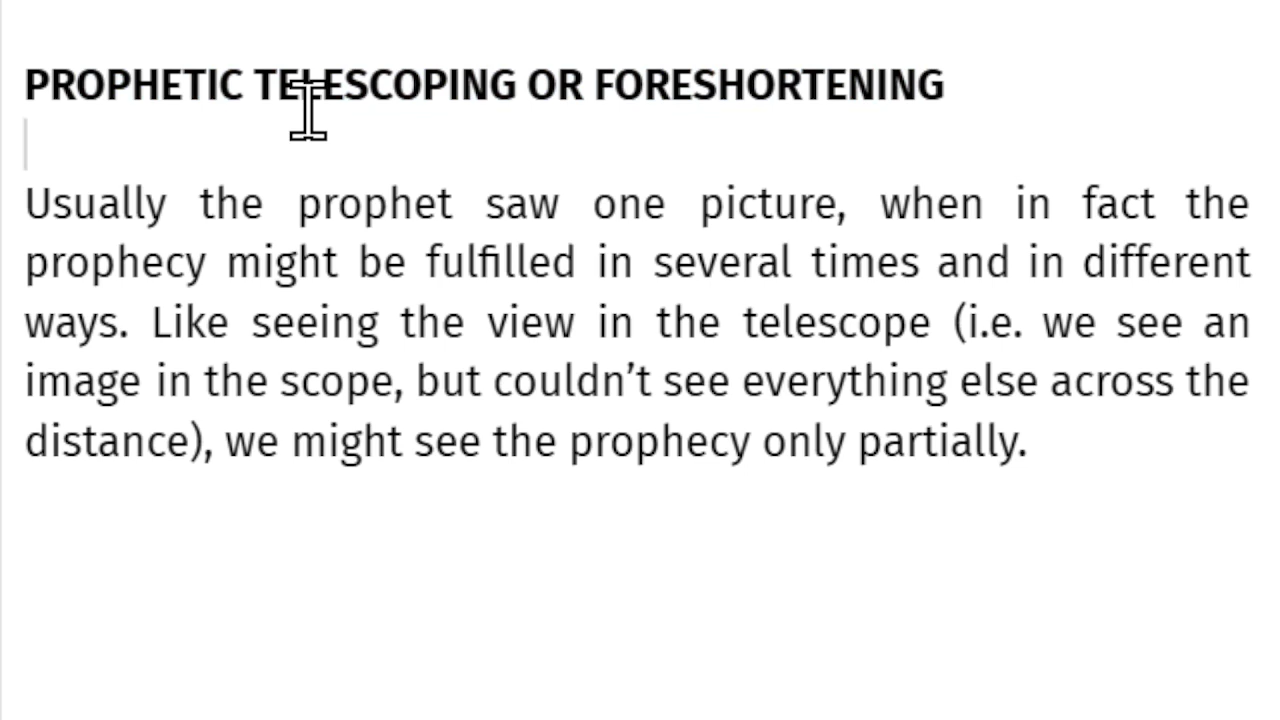 PROPHETIC TELESCOPING OR FORESHORTENING
Usually the prophet saw one picture, when in fact the
prophecy might be fulfilled in several times and in different
ways. Like seeing the view in the telescope (i.e. we see an
image in the scope, but couldn’t see everything else across the
distance), we might see the prophecy only partially.